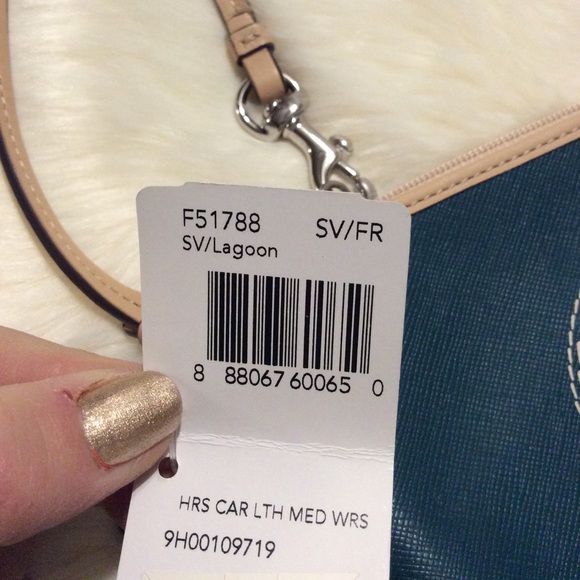 F51788 SV/FR
SV/Lagoon
8 88067 60065 0
HRS CAR LTH MED WRS
9H00109719